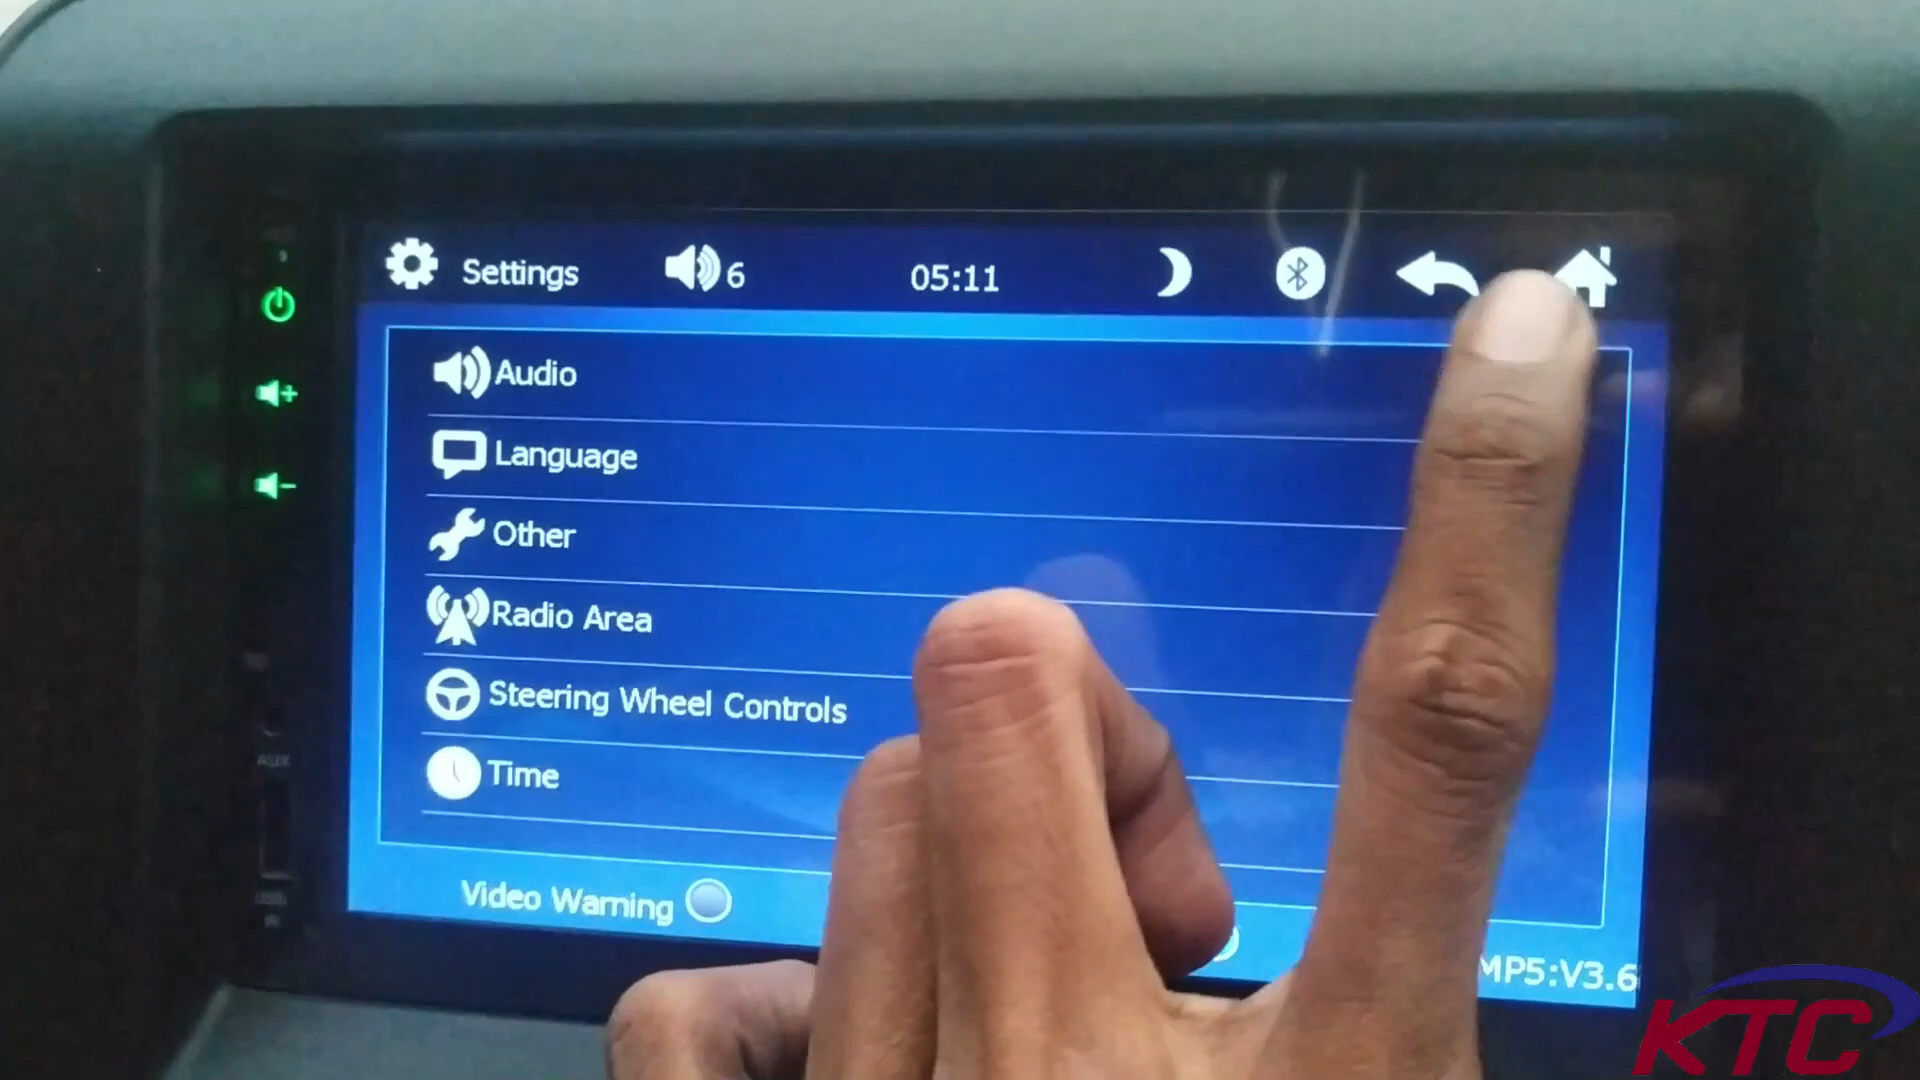 Settings 6 05:11
Audio
Language
Other
Radio Area
Steering Wheel Controls
AUX
Time
Video Warning
MP5:V3.6
KTC